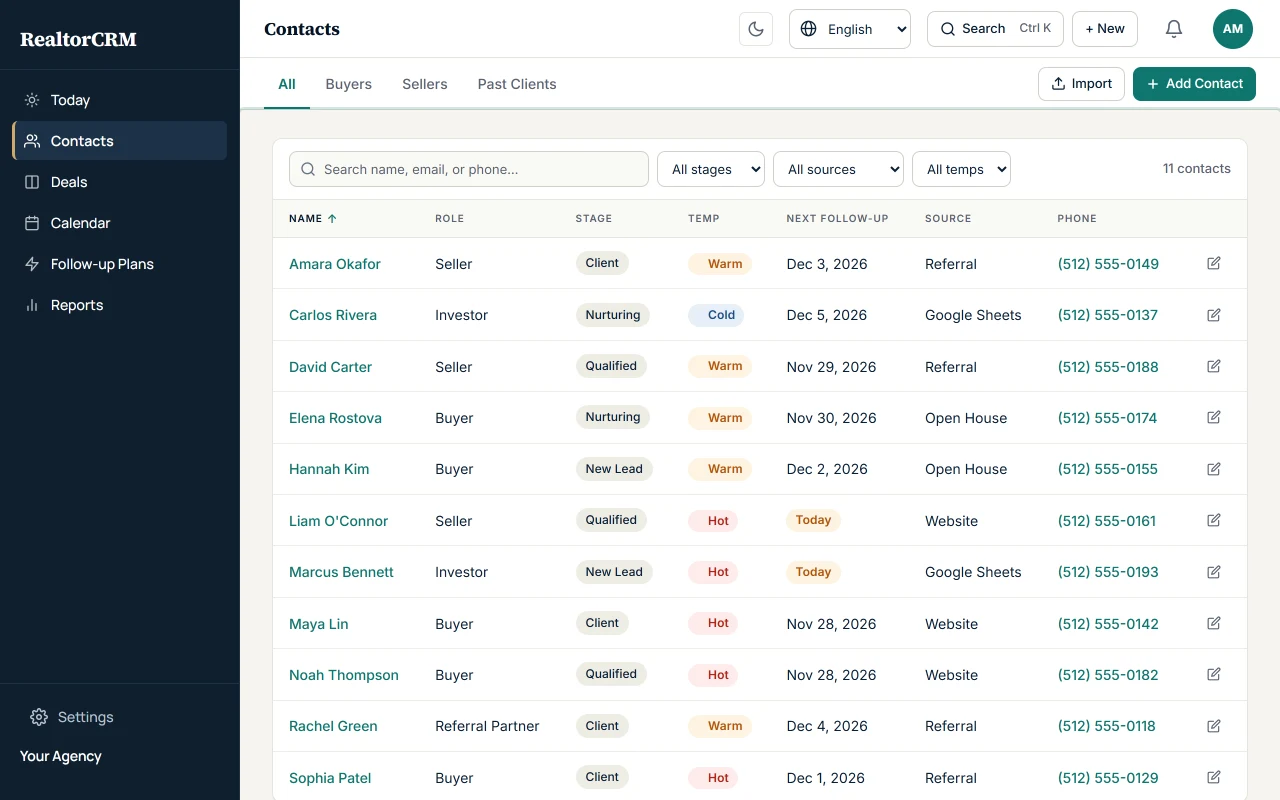 RealtorCRM
Today
Contacts
Deals
Calendar
Follow-up Plans
Reports
Settings
Your Agency
Contacts
English
Search Ctrl K
+ New
AM
All Buyers Sellers Past Clients
Import
+ Add Contact
Search name, email, or phone...
All stages
All sources
All temps
11 contacts
NAME ↑ ROLE STAGE TEMP NEXT FOLLOW-UP SOURCE PHONE
Amara Okafor Seller Client Warm Dec 3, 2026 Referral (512) 555-0149
Carlos Rivera Investor Nurturing Cold Dec 5, 2026 Google Sheets (512) 555-0137
David Carter Seller Qualified Warm Nov 29, 2026 Referral (512) 555-0188
Elena Rostova Buyer Nurturing Warm Nov 30, 2026 Open House (512) 555-0174
Hannah Kim Buyer New Lead Warm Dec 2, 2026 Open House (512) 555-0155
Liam O'Connor Seller Qualified Hot Today Website (512) 555-0161
Marcus Bennett Investor New Lead Hot Today Google Sheets (512) 555-0193
Maya Lin Buyer Client Hot Nov 28, 2026 Website (512) 555-0142
Noah Thompson Buyer Qualified Hot Nov 28, 2026 Website (512) 555-0182
Rachel Green Referral Partner Client Warm Dec 4, 2026 Referral (512) 555-0118
Sophia Patel Buyer Client Hot Dec 1, 2026 Referral (512) 555-0129